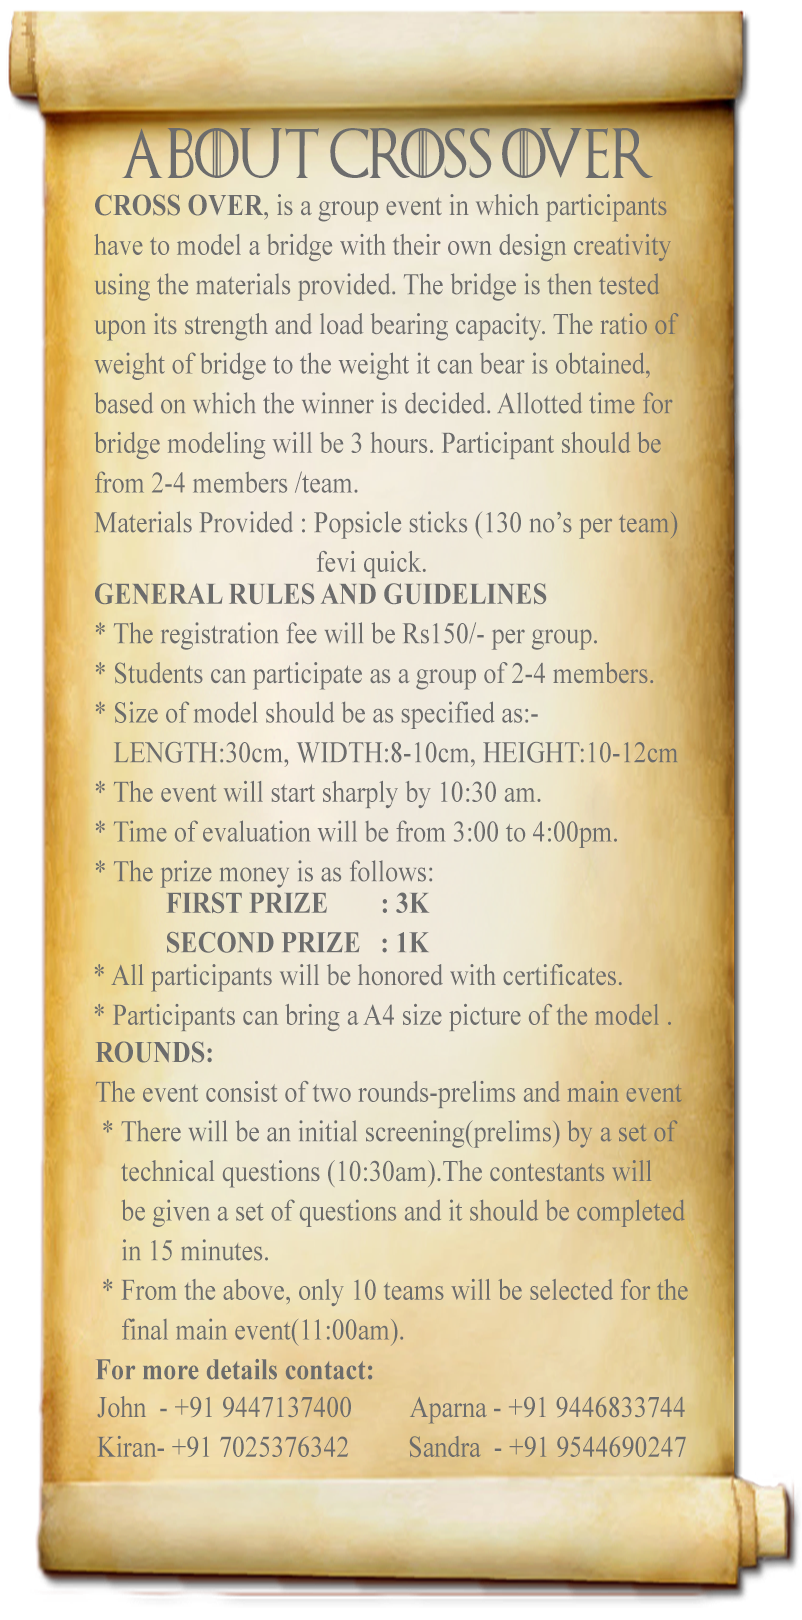 ABOUT CROSS OVER
CROSS OVER, is a group event in which participants
have to model a bridge with their own design creativity
using the materials provided. The bridge is then tested
upon its strength and load bearing capacity. The ratio of
weight of bridge to the weight it can bear is obtained,
based on which the winner is decided. Allotted time for
bridge modeling will be 3 hours. Participant should be
from 2-4 members /team.
Materials Provided : Popsicle sticks (130 no’s per team)
fevi quick.
GENERAL RULES AND GUIDELINES
* The registration fee will be Rs150/- per group.
* Students can participate as a group of 2-4 members.
* Size of model should be as specified as:-
LENGTH:30cm, WIDTH:8-10cm, HEIGHT:10-12cm
* The event will start sharply by 10:30 am.
* Time of evaluation will be from 3:00 to 4:00pm.
* The prize money is as follows:
FIRST PRIZE : 3K
SECOND PRIZE : 1K
* All participants will be honored with certificates.
* Participants can bring a A4 size picture of the model .
ROUNDS:
The event consist of two rounds-prelims and main event
* There will be an initial screening(prelims) by a set of
technical questions (10:30am).The contestants will
be given a set of questions and it should be completed
in 15 minutes.
* From the above, only 10 teams will be selected for the
final main event(11:00am).
For more details contact:
John - +91 9447137400 Aparna - +91 9446833744
Kiran- +91 7025376342 Sandra - +91 9544690247